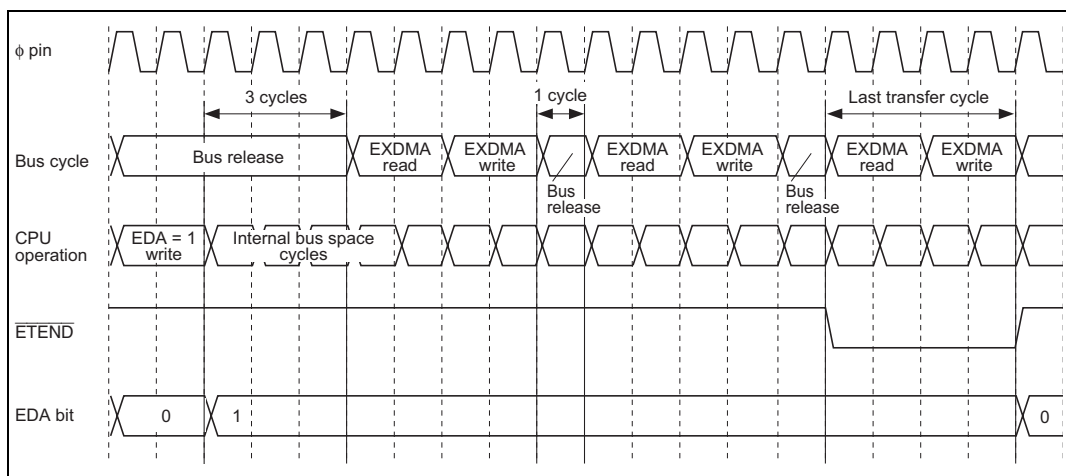 φ pin
3 cycles
1 cycle
Last transfer cycle
Bus cycle
Bus release
EXDMA
read
EXDMA
write
Bus
release
EXDMA
read
EXDMA
write
Bus
release
EXDMA
read
EXDMA
write
CPU
operation
EDA = 1
write
Internal bus space
cycles
ETEND
EDA bit
0
1
0